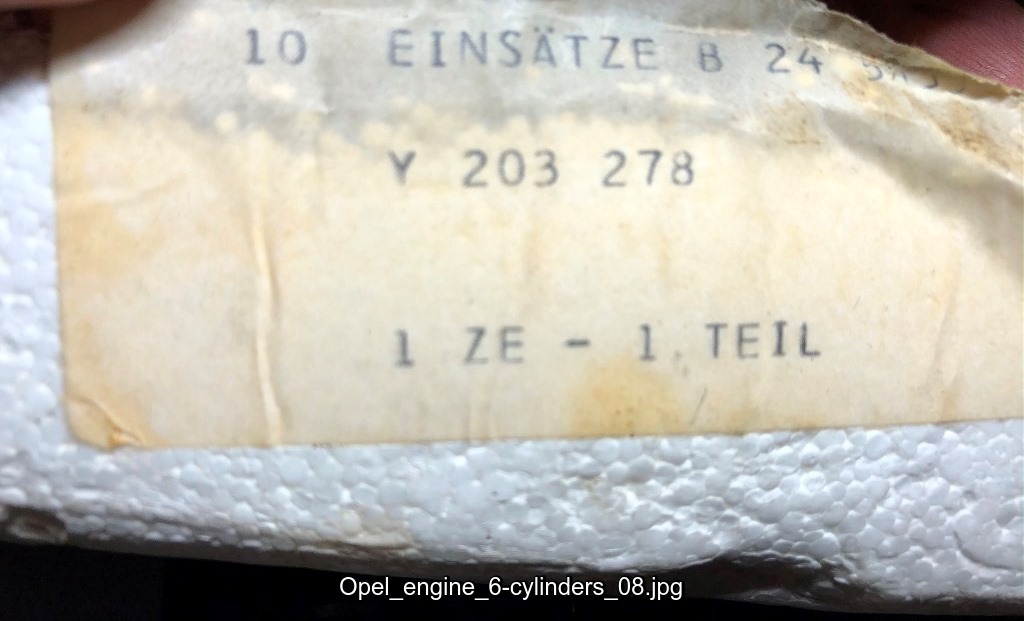 10 EINSÄTZE B 24
Y 203 278
1 ZE - 1 TEIL
Opel_engine_6-cylinders_08.jpg